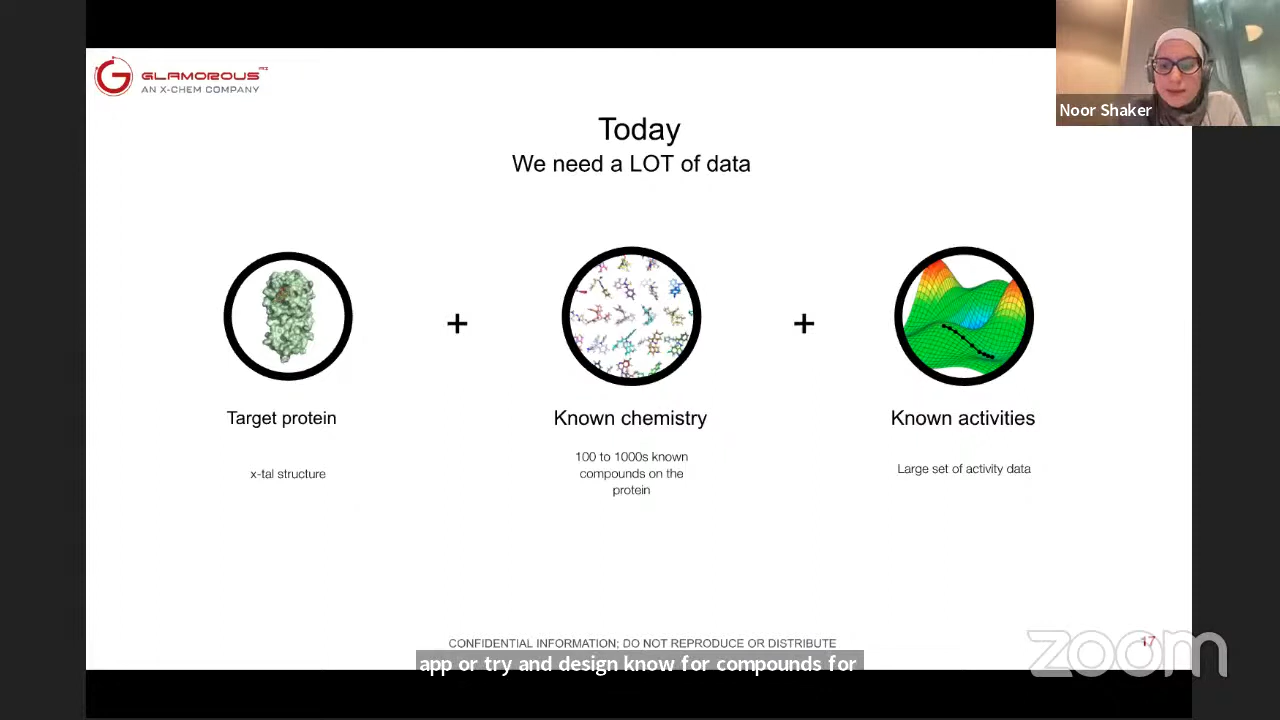 GLAMOROUS
AN X-CHEM COMPANY
Noor Shaker
Today
We need a LOT of data
+
+
Target protein
Known chemistry
Known activities
x-tal structure
100 to 1000s known
compounds on the
protein
Large set of activity data
CONFIDENTIAL INFORMATION; DO NOT REPRODUCE OR DISTRIBUTE
17
zoom
app or try and design know for compounds for